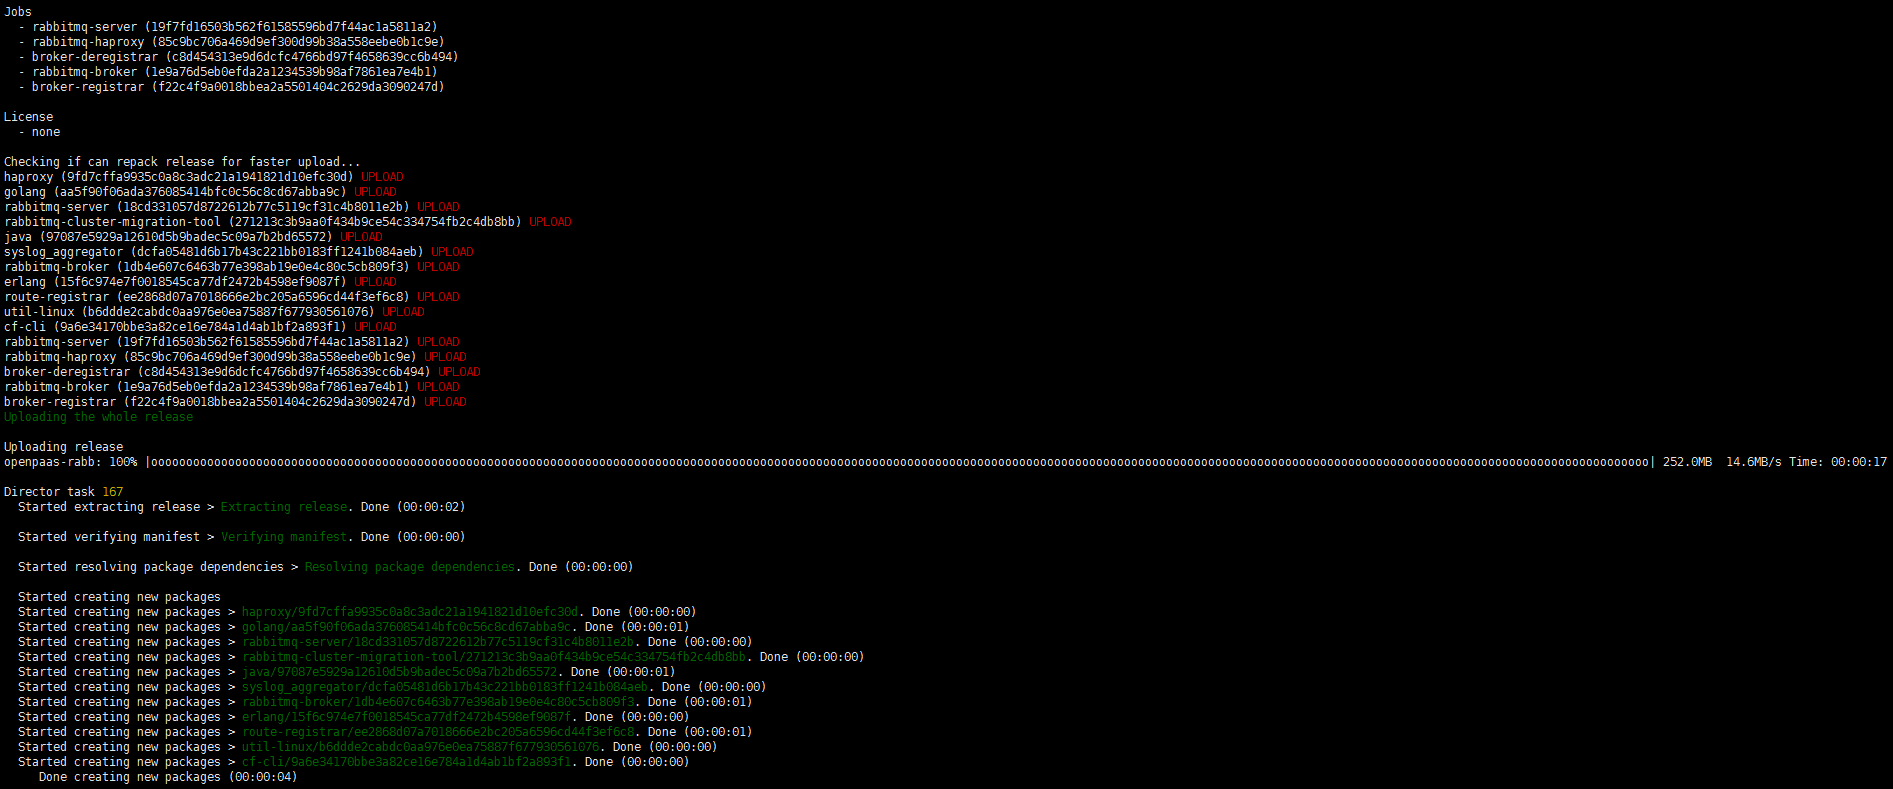 Jobs
- rabbitmq-server (19f7fd16503b562f61585596bd7f44ac1a5811a2)
- rabbitmq-haproxy (85c9bc706a469d9ef300d99b38a558eebe0b1c9e)
- broker-deregistrar (c8d454313e9d6dcfc4766bd97f4658639cc6b494)
- rabbitmq-broker (1e9a76d5eb0efda2a1234539b98af7861ea7e4b1)
- broker-registrar (f22c4f9a0018bbea2a5501404c2629da3090247d)
License
- none
Checking if can repack release for faster upload...
haproxy (9fd7cffa9935c0a8c3adc21a1941821d10efc30d) UPLOAD
golang (aa5f90f06ada376085414bfc0c56c8cd67abba9c) UPLOAD
rabbitmq-server (18cd331057d8722612b77c5119cf31c4b8011e2b) UPLOAD
rabbitmq-cluster-migration-tool (271213c3b9aa0f434b9ce54c334754fb2c4db8bb) UPLOAD
java (97087e5929a12610d5b9badec5c09a7b2bd65572) UPLOAD
syslog_aggregator (dcfa05481d6b17b43c221bb0183ff1241b084aeb) UPLOAD
rabbitmq-broker (1db4e607c6463b77e398ab19e0e4c80c5cb809f3) UPLOAD
erlang (15f6c974e7f0018545ca77df2472b4598ef9087f) UPLOAD
route-registrar (ee2868d07a7018666e2bc205a6596cd44f3ef6c8) UPLOAD
util-linux (b6ddde2cabdc0aa976e0ea75887f677930561076) UPLOAD
cf-cli (9a6e34170bbe3a82ce16e784a1d4ab1bf2a893f1) UPLOAD
rabbitmq-server (19f7fd16503b562f61585596bd7f44ac1a5811a2) UPLOAD
rabbitmq-haproxy (85c9bc706a469d9ef300d99b38a558eebe0b1c9e) UPLOAD
broker-deregistrar (c8d454313e9d6dcfc4766bd97f4658639cc6b494) UPLOAD
rabbitmq-broker (1e9a76d5eb0efda2a1234539b98af7861ea7e4b1) UPLOAD
broker-registrar (f22c4f9a0018bbea2a5501404c2629da3090247d) UPLOAD
Uploading the whole release
Uploading release
openpaas-rabb: 100% |oooooooooooooooooooooooooooooooooooooooooooooooooooooooooooooooooooooooooooooooooooooooooooooooooooooooooooooooooooooooooooooooooooooooooooooooooooooooooooooooooooooooooooooooooooooooooooooooooooooooooooooooooooooo| 252.0MB 14.6MB/s Time: 00:00:17
Director task 167
Started extracting release > Extracting release. Done (00:00:02)
Started verifying manifest > Verifying manifest. Done (00:00:00)
Started resolving package dependencies > Resolving package dependencies. Done (00:00:00)
Started creating new packages
Started creating new packages > haproxy/9fd7cffa9935c0a8c3adc21a1941821d10efc30d. Done (00:00:00)
Started creating new packages > golang/aa5f90f06ada376085414bfc0c56c8cd67abba9c. Done (00:00:01)
Started creating new packages > rabbitmq-server/18cd331057d8722612b77c5119cf31c4b8011e2b. Done (00:00:00)
Started creating new packages > rabbitmq-cluster-migration-tool/271213c3b9aa0f434b9ce54c334754fb2c4db8bb. Done (00:00:00)
Started creating new packages > java/97087e5929a12610d5b9badec5c09a7b2bd65572. Done (00:00:01)
Started creating new packages > syslog_aggregator/dcfa05481d6b17b43c221bb0183ff1241b084aeb. Done (00:00:00)
Started creating new packages > rabbitmq-broker/1db4e607c6463b77e398ab19e0e4c80c5cb809f3. Done (00:00:01)
Started creating new packages > erlang/15f6c974e7f0018545ca77df2472b4598ef9087f. Done (00:00:00)
Started creating new packages > route-registrar/ee2868d07a7018666e2bc205a6596cd44f3ef6c8. Done (00:00:01)
Started creating new packages > util-linux/b6ddde2cabdc0aa976e0ea75887f677930561076. Done (00:00:00)
Started creating new packages > cf-cli/9a6e34170bbe3a82ce16e784a1d4ab1bf2a893f1. Done (00:00:00)
Done creating new packages (00:00:04)